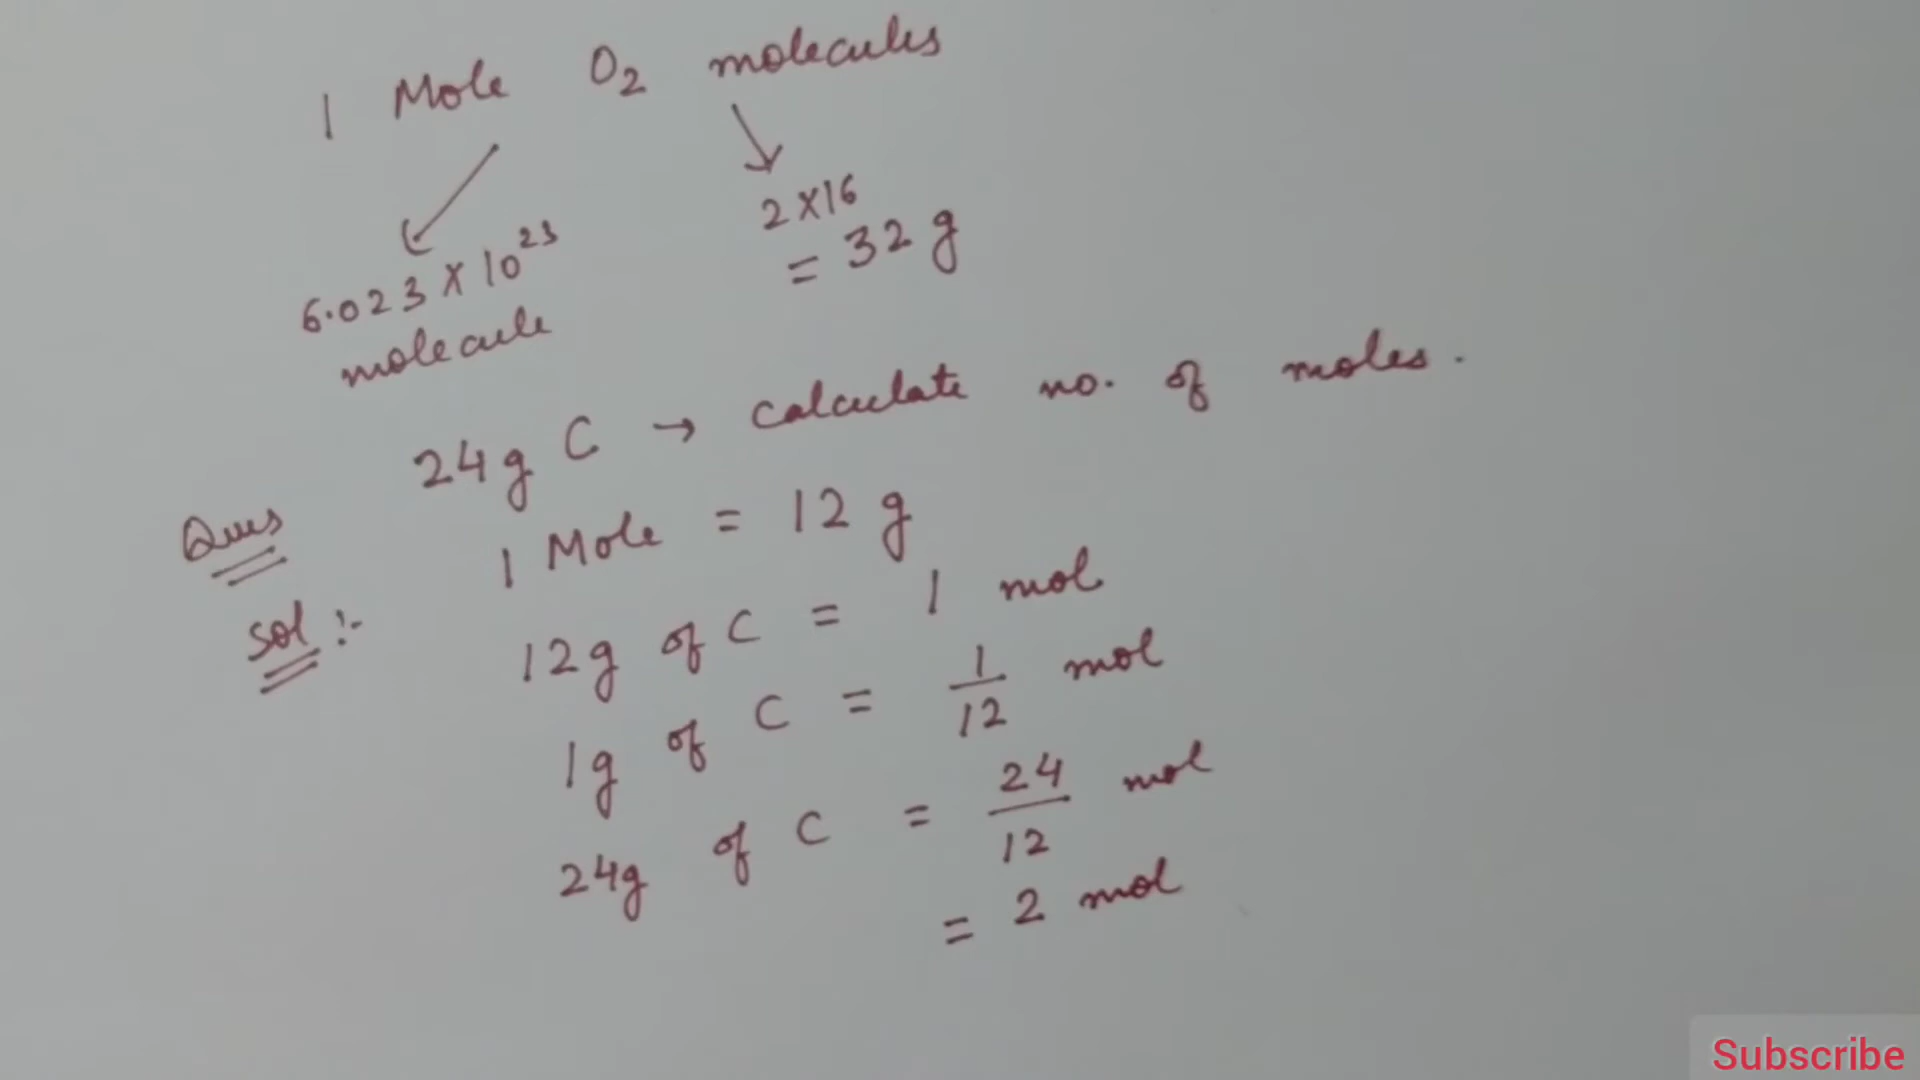 1 Mole O2 molecules
6.023 X 10^23 molecule
2 X 16
= 32 g
Ques 24g C → calculate no. of moles.
Sol :- 1 Mole = 12 g
12g of C = 1 mol
1g of C = 1/12 mol
24g of C = 24/12 mol
= 2 mol
Subscribe